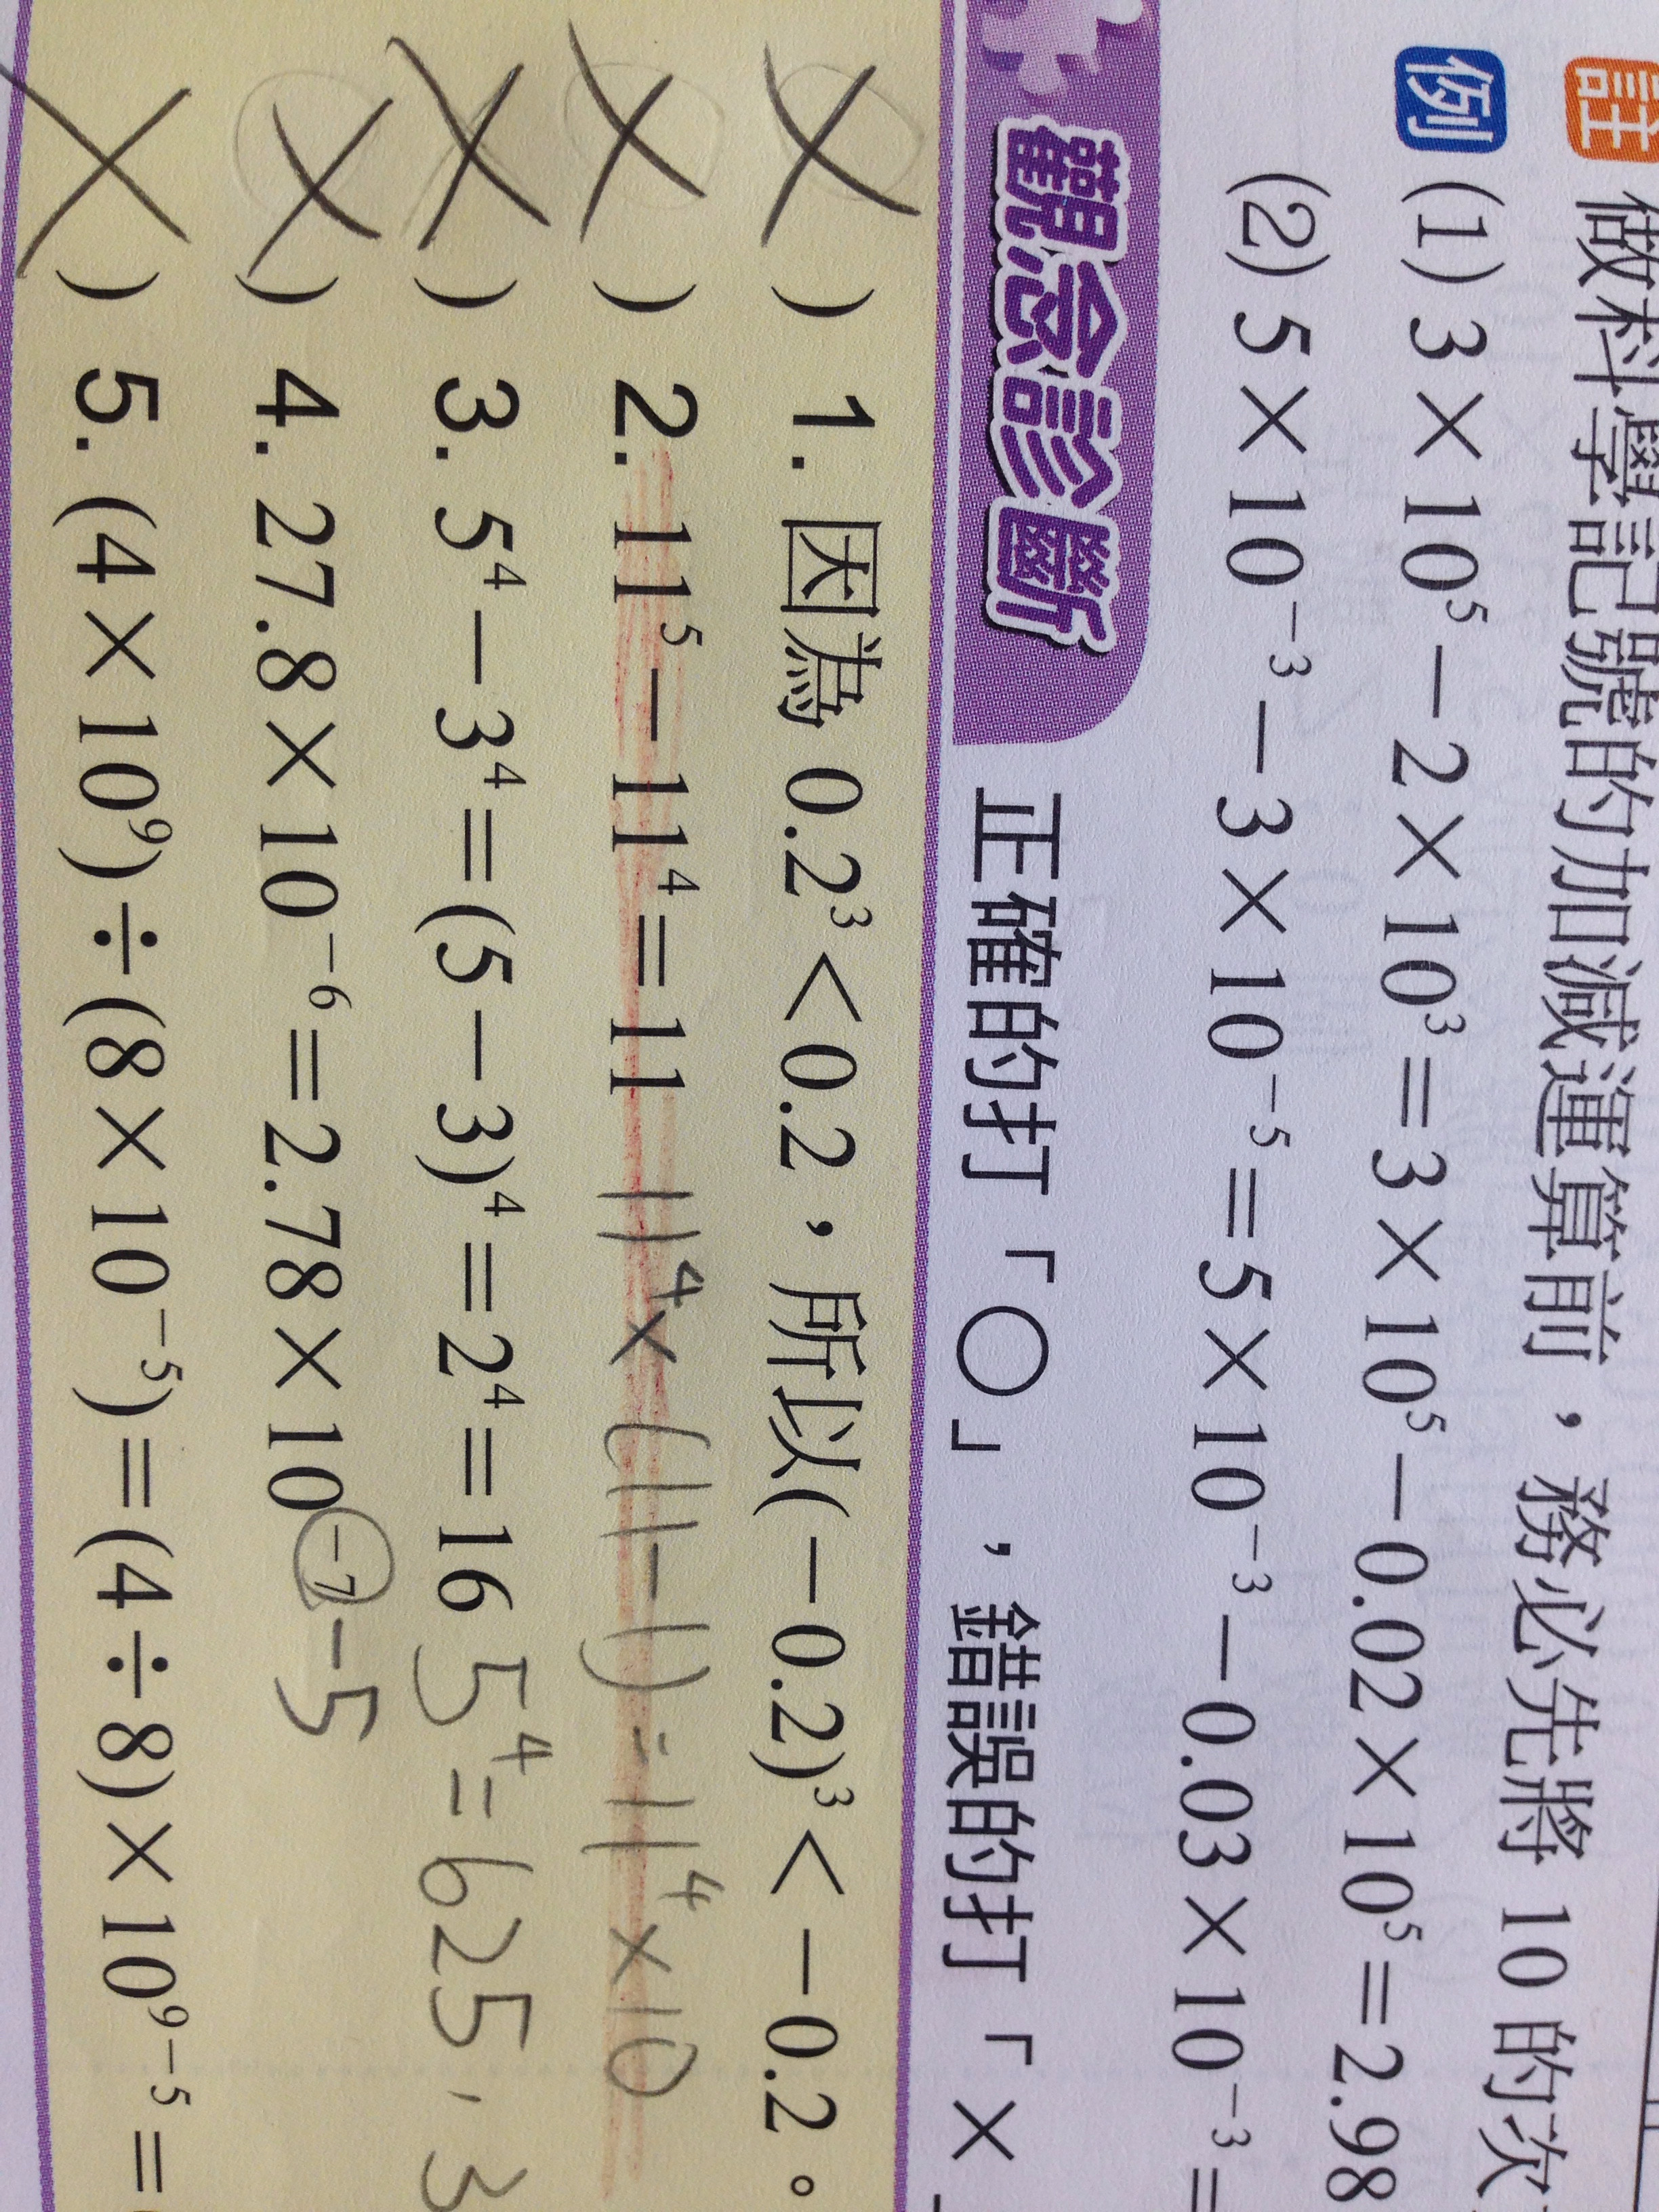 註 做科學記號的加減運算前，務必先將 10 的次
例 (1) 3×10⁵−2×10³=3×10⁵−0.02×10⁵=2.98
(2) 5×10⁻³−3×10⁻⁵=5×10⁻³−0.03×10⁻³=
觀念診斷 正確的打「○」，錯誤的打「×」
×) 1. 因為 0.2³<0.2，所以(−0.2)³<−0.2。
×) 2. 11⁵−11⁴=11 11⁴×(11−1)=11⁴×10
×) 3. 5⁴−3⁴=(5−3)⁴=2⁴=16 5⁴=625，3
×) 4. 27.8×10⁻⁶=2.78×10⁻⁷ −5
×) 5. (4×10⁹)÷(8×10⁻⁵)=(4÷8)×10⁹⁻⁵=